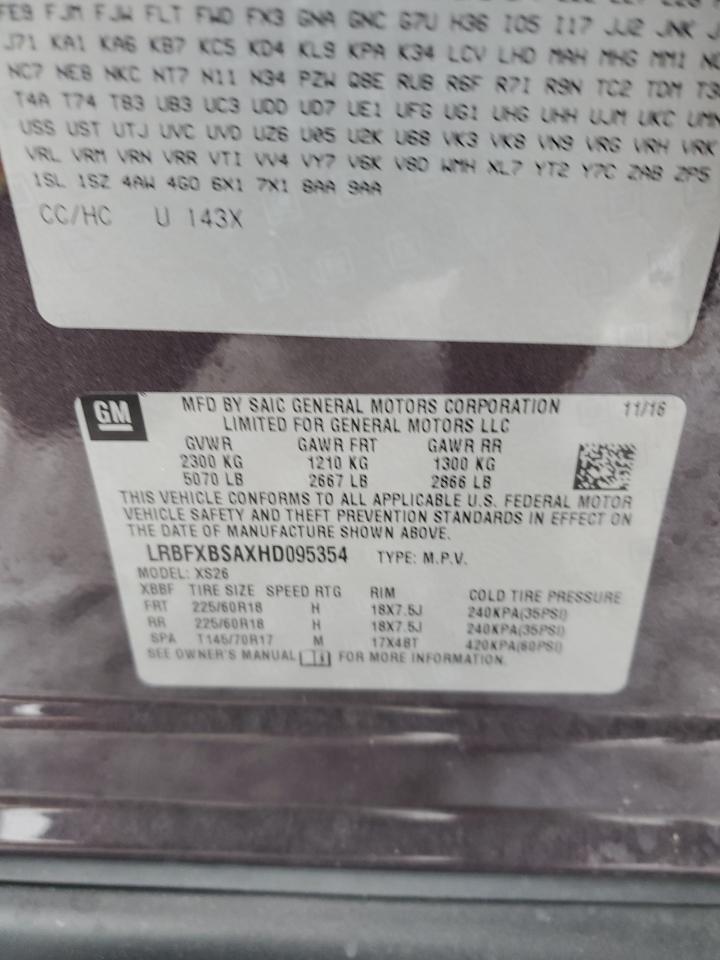 FE9 FJM FJW FLT FWD FX3 GNA GNC G7U H36 IO5 I17 JJ2 JNK
J71 KA1 KA6 KB7 KC5 KD4 KL9 KPA K34 LCV LHD MAH MHG MM1
NC7 NE8 NKC NT7 N11 N34 PZW Q8E RU8 R6F R7I R9N TC2 TDM
T4A T74 TB3 UB3 UC3 UDD UD7 UE1 UFG UG1 UHG UHH UJM UKC UMN
USS UST UTJ UVC UVD UZ6 U05 U2K U68 VK3 VK8 VN9 VRG VRH VRK
VRL VRM VRN VRR VTI VV4 VY7 V6K V8D WMH XL7 YT2 Y7C ZAB ZP5
1SL 1SZ 4AW 4GO 6X1 7X1 8AA 9AA
CC/HC U 143X
GM
MFD BY SAIC GENERAL MOTORS CORPORATION 11/16
LIMITED FOR GENERAL MOTORS LLC
GVWR GAWR FRT GAWR RR
2300 KG 1210 KG 1300 KG
5070 LB 2667 LB 2866 LB
THIS VEHICLE CONFORMS TO ALL APPLICABLE U.S. FEDERAL MOTOR
VEHICLE SAFETY AND THEFT PREVENTION STANDARDS IN EFFECT ON
THE DATE OF MANUFACTURE SHOWN ABOVE.
LRBFXBSAXHD095354 TYPE: M.P.V.
MODEL: XS26
XBBF TIRE SIZE SPEED RTG RIM COLD TIRE PRESSURE
FRT 225/60R18 H 18X7.5J 240KPA(35PSI)
RR 225/60R18 H 18X7.5J 240KPA(35PSI)
SPA T145/70R17 M 17X4BT 420KPA(60PSI)
SEE OWNER'S MANUAL FOR MORE INFORMATION.